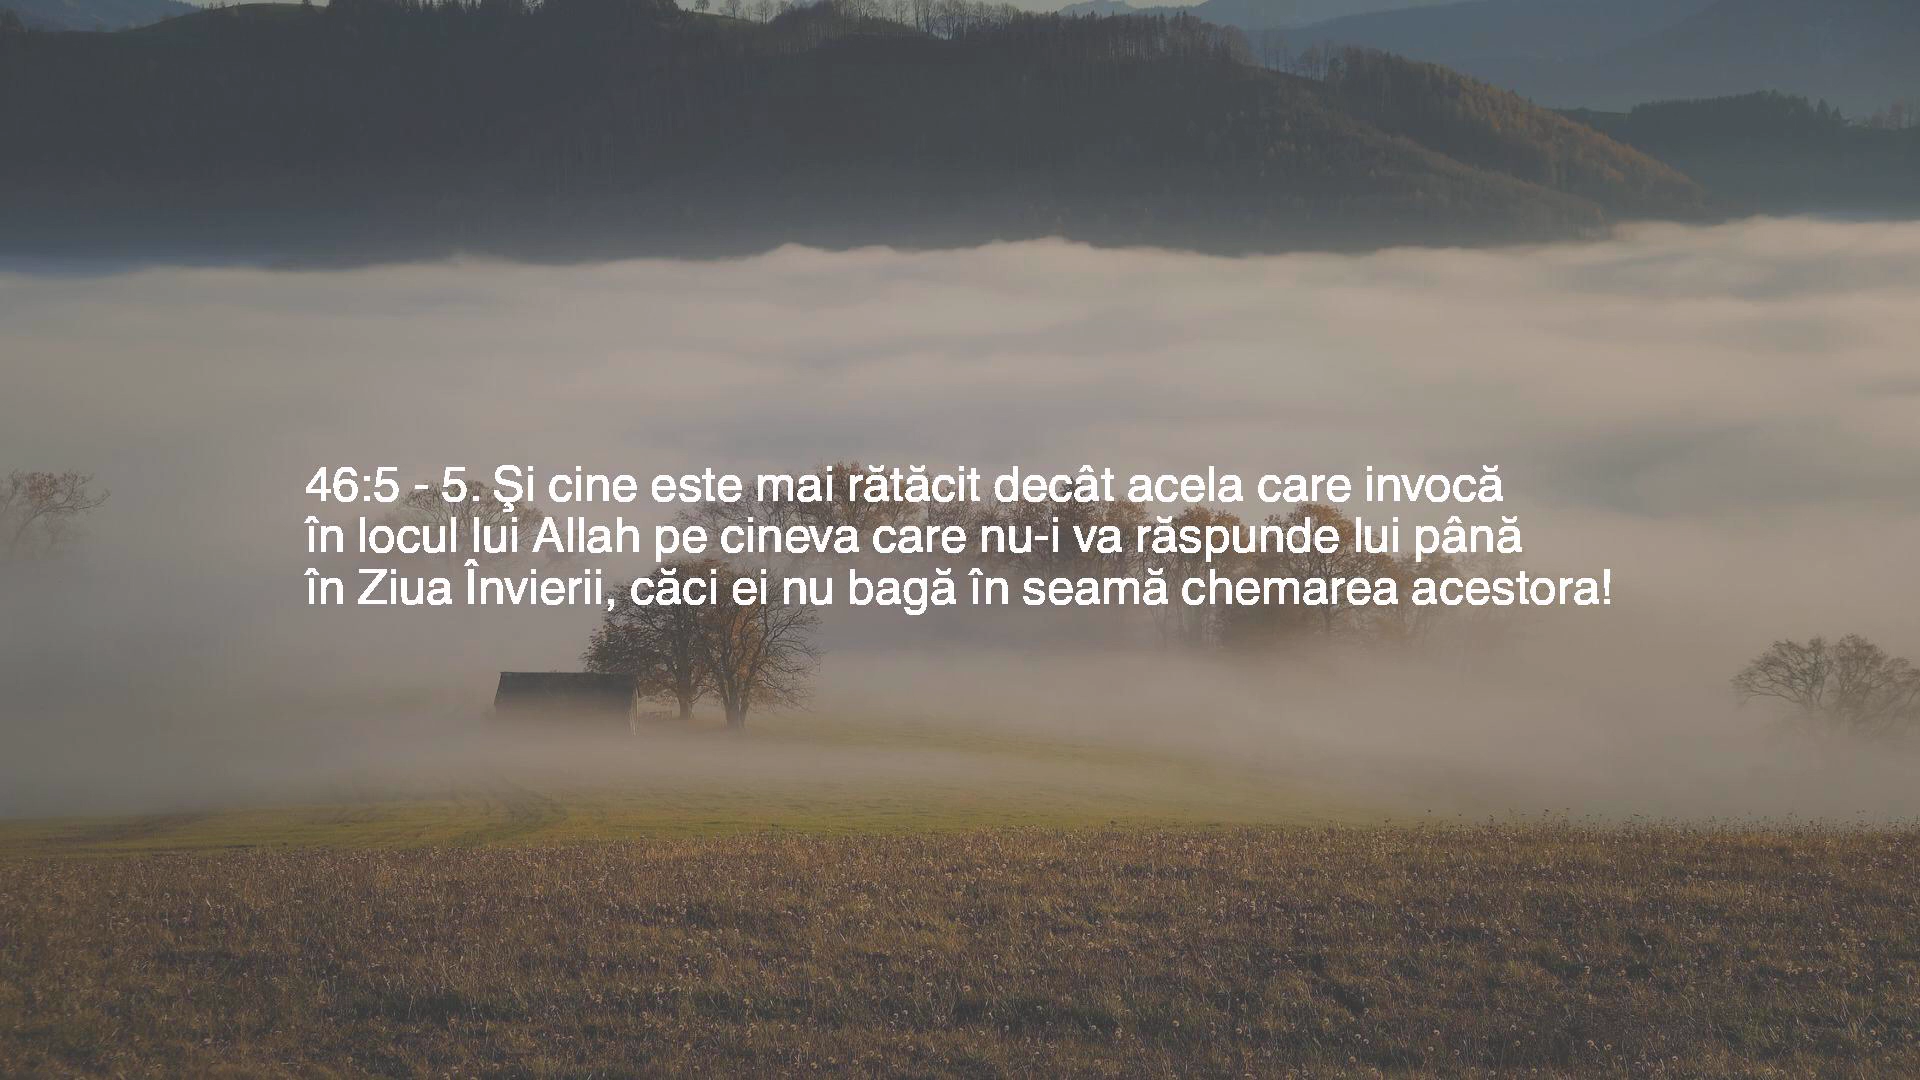 46:5 - 5. Şi cine este mai rătăcit decât acela care invocă
în locul lui Allah pe cineva care nu-i va răspunde lui până
în Ziua Învierii, căci ei nu bagă în seamă chemarea acestora!